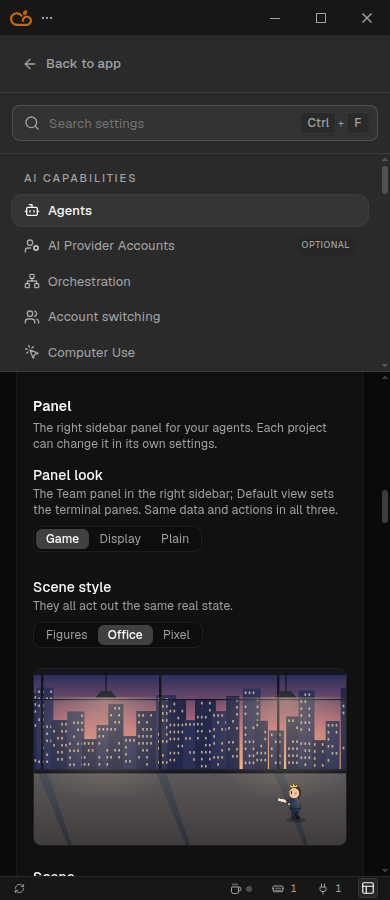 Back to app
Search settings
Ctrl + F
AI CAPABILITIES
Agents
AI Provider Accounts
OPTIONAL
Orchestration
Account switching
Computer Use
Panel
The right sidebar panel for your agents. Each project
can change it in its own settings.
Panel look
The Team panel in the right sidebar; Default view sets
the terminal panes. Same data and actions in all three.
Game
Display
Plain
Scene style
They all act out the same real state.
Figures
Office
Pixel
1
1